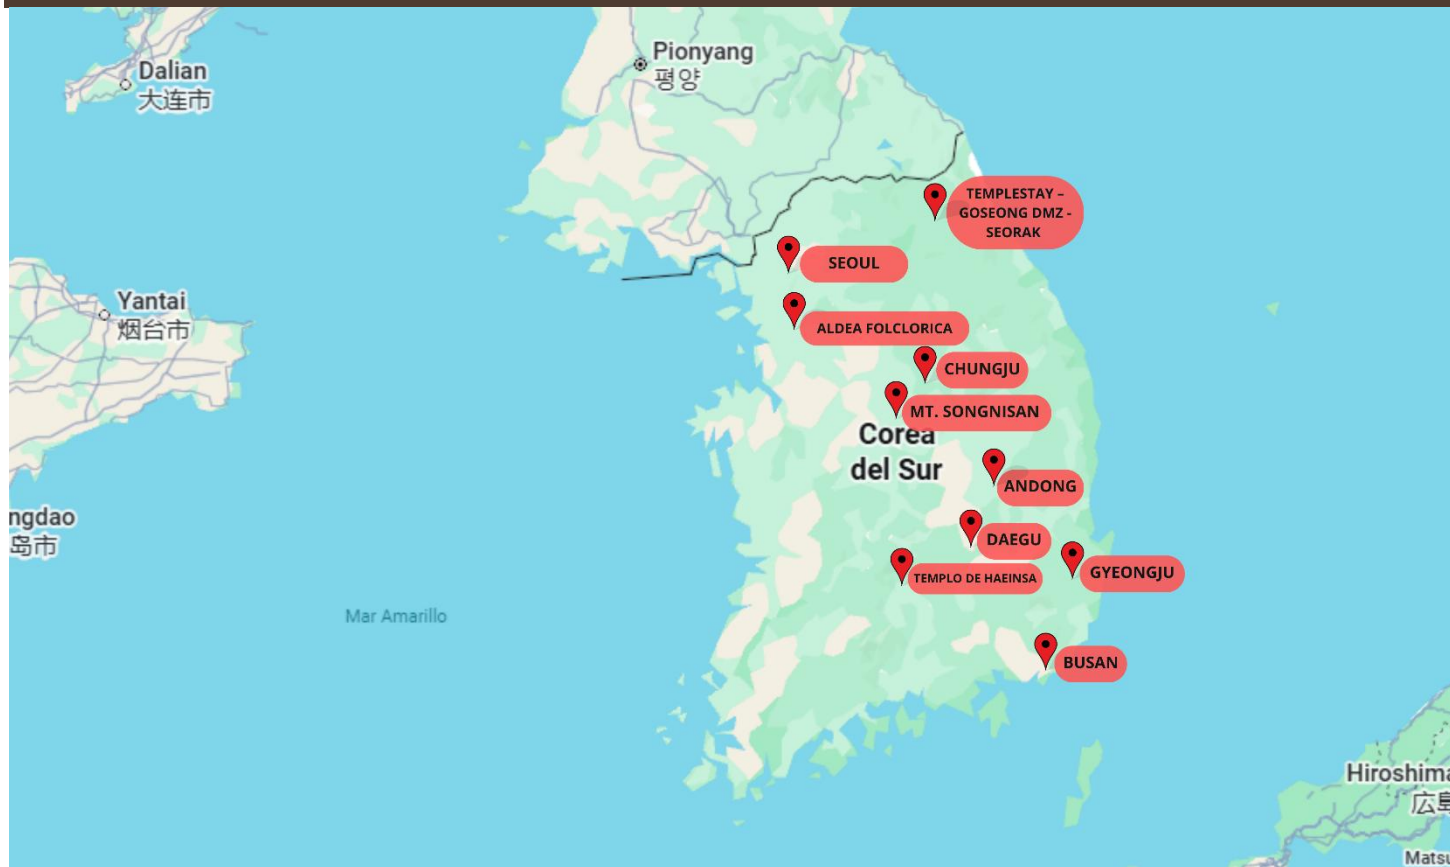 Pionyang
평양
Dalian
大连市
TEMPLESTAY –
GOSEONG DMZ -
SEORAK
SEOUL
Yantai
烟台市
ALDEA FOLCLORICA
CHUNGJU
MT. SONGNISAN
Corea
del Sur
ANDONG
ngdao
岛市
DAEGU
GYEONGJU
TEMPLO DE HAEINSA
Mar Amarillo
BUSAN
Hiroshima
広島
Matsu